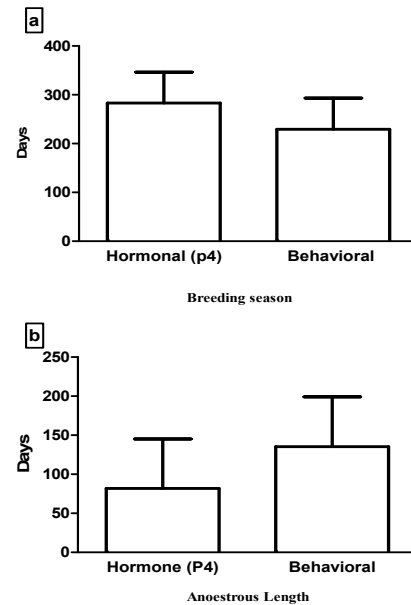 a
400
300
200
100
0
Days
Hormonal (p4) Behavioral
Breeding season
b
250
200
150
100
50
0
Days
Hormone (P4) Behavioral
Anoestrous Length